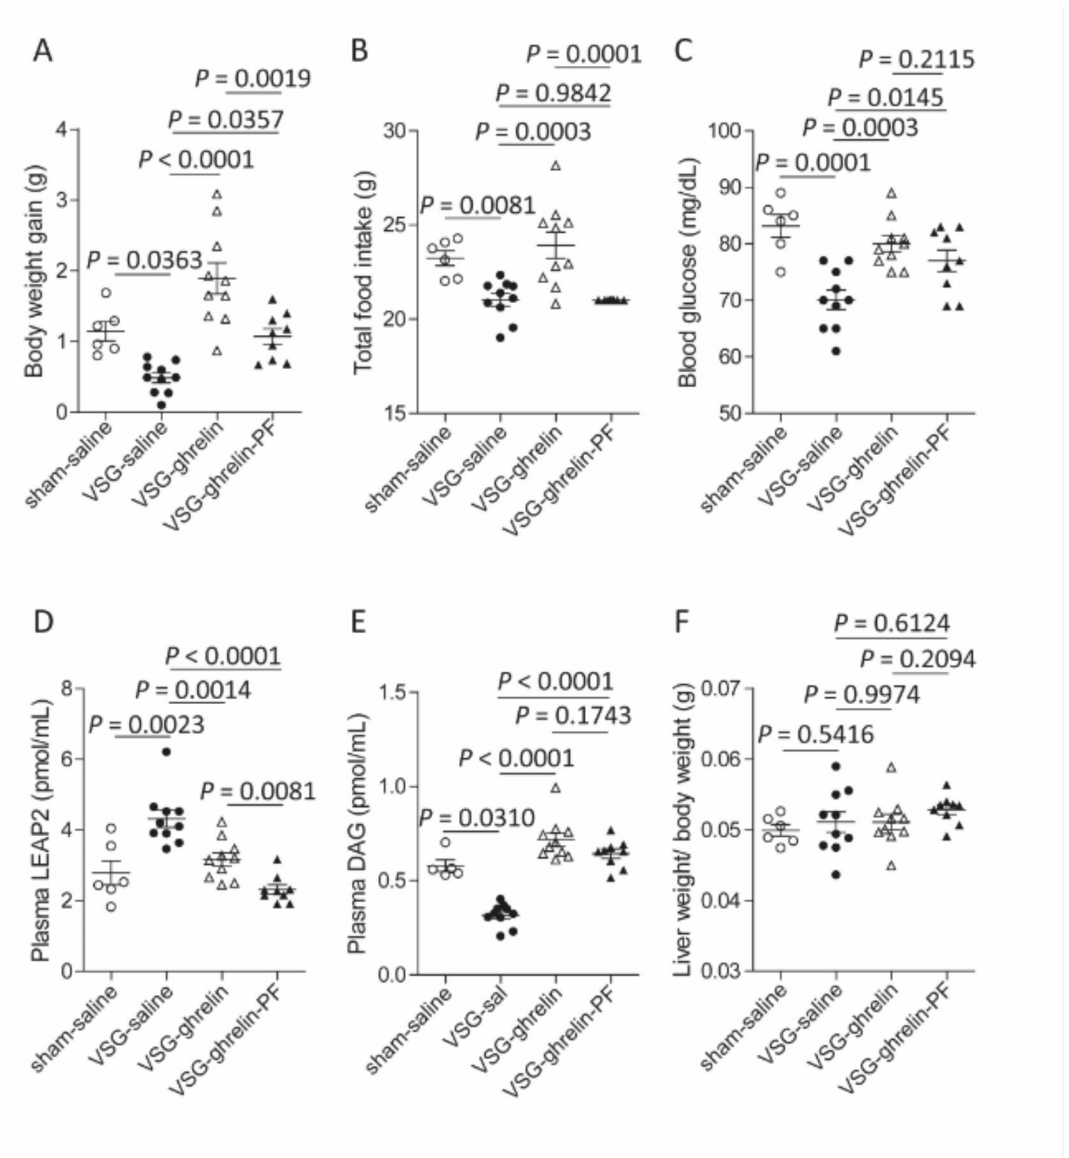 A
P = 0.0019
P = 0.0357
P < 0.0001
P = 0.0363
Body weight gain (g)
4
3
2
1
0
sham-saline
VSG-saline
VSG-ghrelin
VSG-ghrelin-PF
B
P = 0.0001
P = 0.9842
P = 0.0003
P = 0.0081
Total food intake (g)
30
25
20
15
sham-saline
VSG-saline
VSG-ghrelin
VSG-ghrelin-PF
C
P = 0.2115
P = 0.0145
P = 0.0003
P = 0.0001
Blood glucose (mg/dL)
100
90
80
70
60
50
sham-saline
VSG-saline
VSG-ghrelin
VSG-ghrelin-PF
D
P < 0.0001
P = 0.0014
P = 0.0023
P = 0.0081
Plasma LEAP2 (pmol/mL)
8
6
4
2
0
sham-saline
VSG-saline
VSG-ghrelin
VSG-ghrelin-PF
E
P < 0.0001
P = 0.1743
P < 0.0001
P = 0.0310
Plasma DAG (pmol/mL)
1.5
1.0
0.5
0.0
sham-saline
VSG-sal
VSG-ghrelin
VSG-ghrelin-PF
F
P = 0.6124
P = 0.2094
P = 0.9974
P = 0.5416
Liver weight/ body weight (g)
0.07
0.06
0.05
0.04
0.03
sham-saline
VSG-saline
VSG-ghrelin
VSG-ghrelin-PF